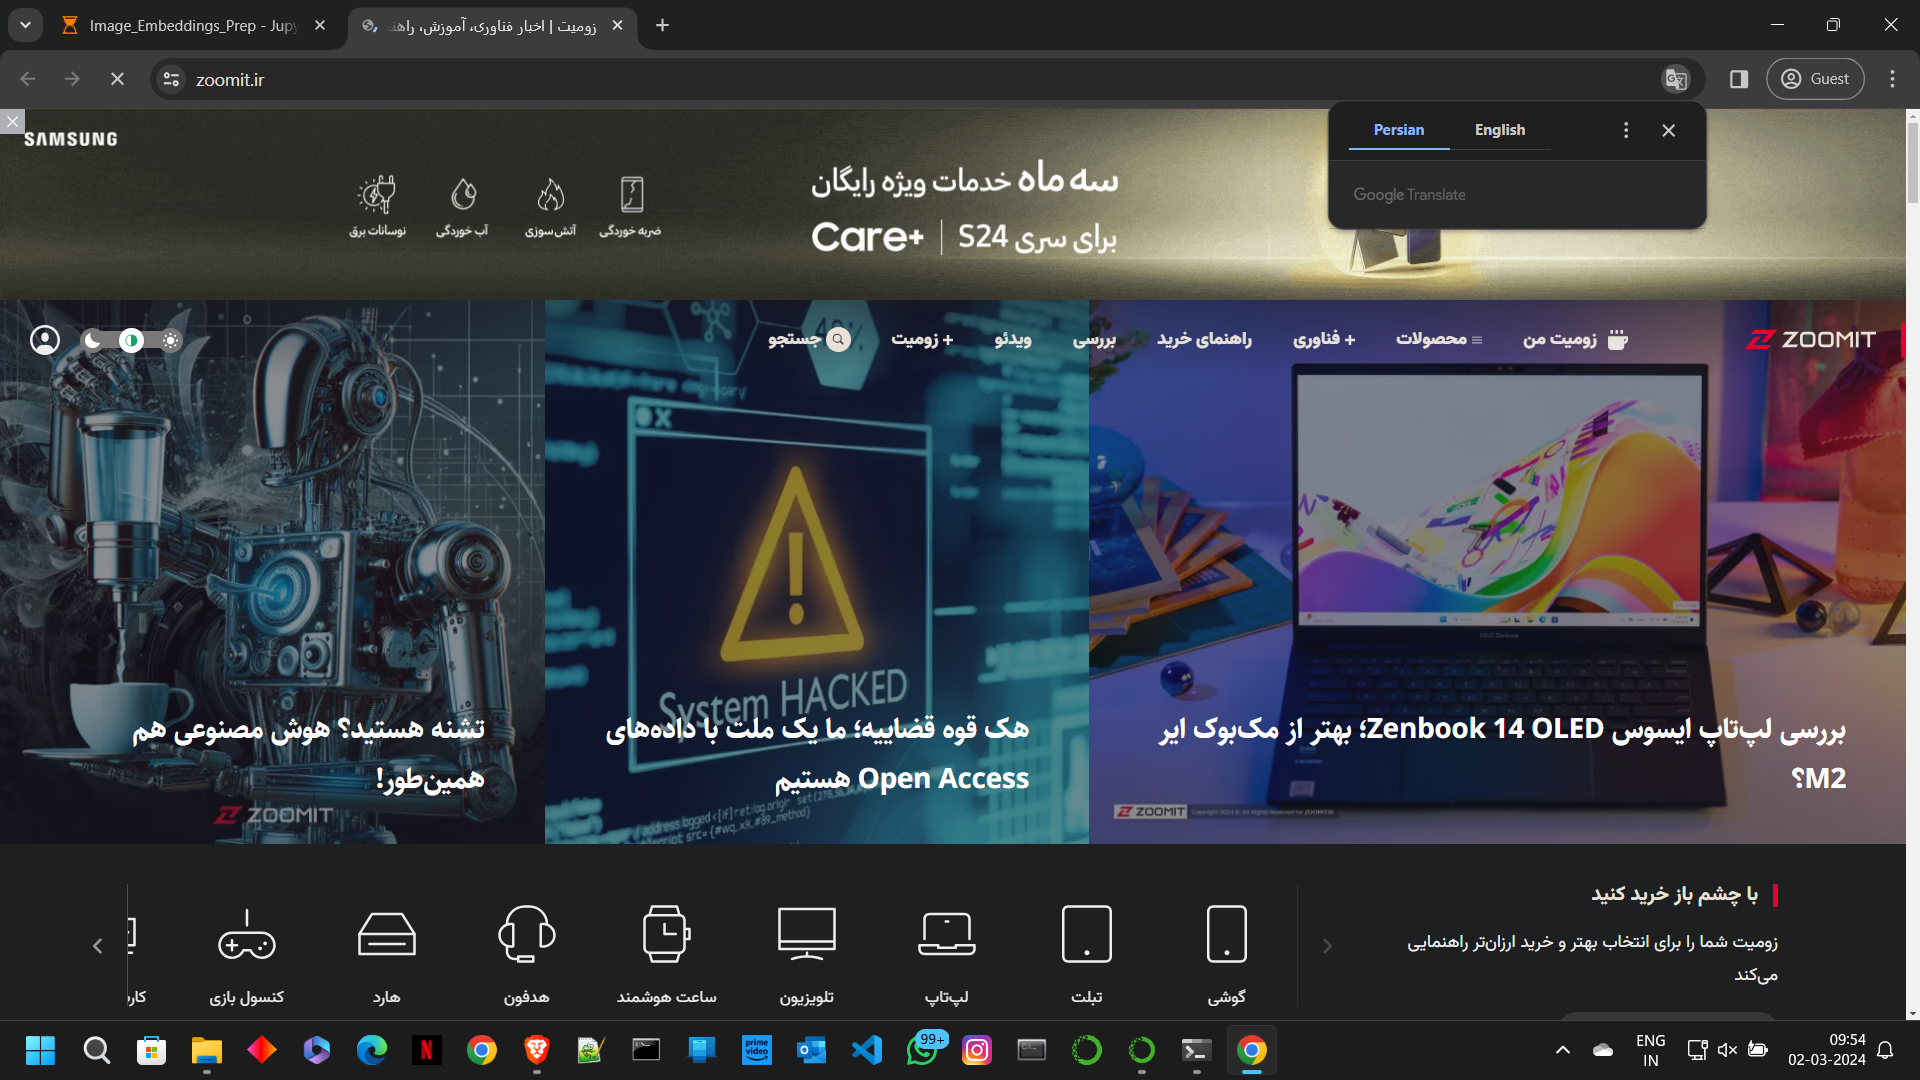 Image_Embeddings_Prep - Jupy
زومیت | اخبار فناوری، آموزش، راهن
zoomit.ir
Guest
Persian
English
Google Translate
SAMSUNG
سه ماه خدمات ویژه رایگان
برای سری S24 | Care+
ضربه خوردگی
آتش‌سوزی
آب خوردگی
نوسانات برق
ZOOMIT
زومیت من
محصولات
+ فناوری
راهنمای خرید
بررسی
ویدئو
+ زومیت
جستجو
System HACKED
بررسی لپ‌تاپ ایسوس Zenbook 14 OLED؛ بهتر از مک‌بوک ایر
M2؟
هک قوه قضاییه؛ ما یک ملت با داده‌های
Open Access هستیم
تشنه هستید؟ هوش مصنوعی هم
همین‌طور!
ZOOMIT
ZOOMIT
با چشم باز خرید کنید
زومیت شما را برای انتخاب بهتر و خرید ارزان‌تر راهنمایی
می‌کند
گوشی
تبلت
لپ‌تاپ
تلویزیون
ساعت هوشمند
هدفون
هارد
کنسول بازی
prime video
99+
ENG
IN
09:54
02-03-2024